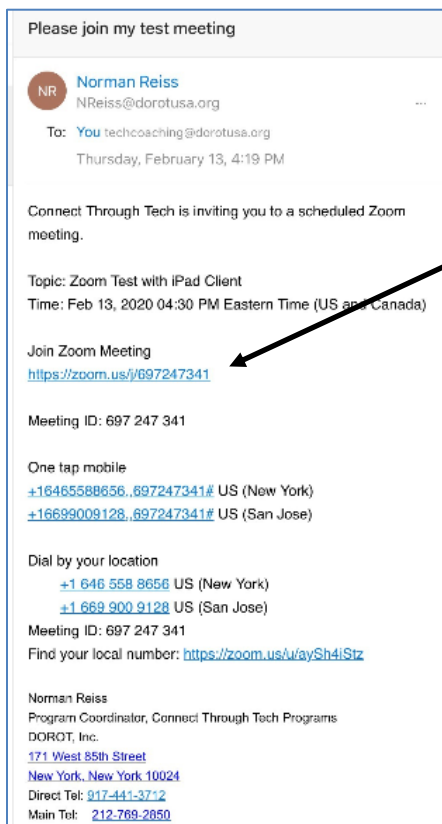 Please join my test meeting
NR
Norman Reiss
NReiss@dorotusa.org
...
To: You techcoaching@dorotusa.org
Thursday, February 13, 4:19 PM
Connect Through Tech is inviting you to a scheduled Zoom
meeting.
Topic: Zoom Test with iPad Client
Time: Feb 13, 2020 04:30 PM Eastern Time (US and Canada)
Join Zoom Meeting
https://zoom.us/j/697247341
Meeting ID: 697 247 341
One tap mobile
+16465588656,,697247341# US (New York)
+16699009128,,697247341# US (San Jose)
Dial by your location
+1 646 558 8656 US (New York)
+1 669 900 9128 US (San Jose)
Meeting ID: 697 247 341
Find your local number: https://zoom.us/u/aySh4iStz
Norman Reiss
Program Coordinator, Connect Through Tech Programs
DOROT, Inc.
171 West 85th Street
New York, New York 10024
Direct Tel: 917-441-3712
Main Tel: 212-769-2850